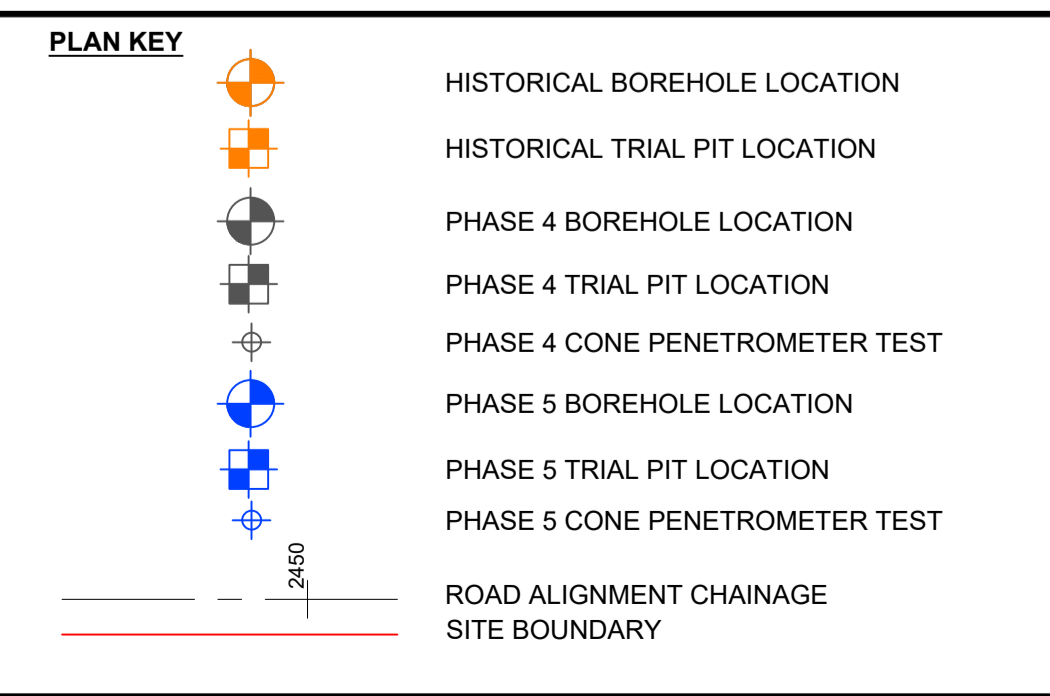 PLAN KEY
HISTORICAL BOREHOLE LOCATION
HISTORICAL TRIAL PIT LOCATION
PHASE 4 BOREHOLE LOCATION
PHASE 4 TRIAL PIT LOCATION
PHASE 4 CONE PENETROMETER TEST
PHASE 5 BOREHOLE LOCATION
PHASE 5 TRIAL PIT LOCATION
PHASE 5 CONE PENETROMETER TEST
2450
ROAD ALIGNMENT CHAINAGE
SITE BOUNDARY